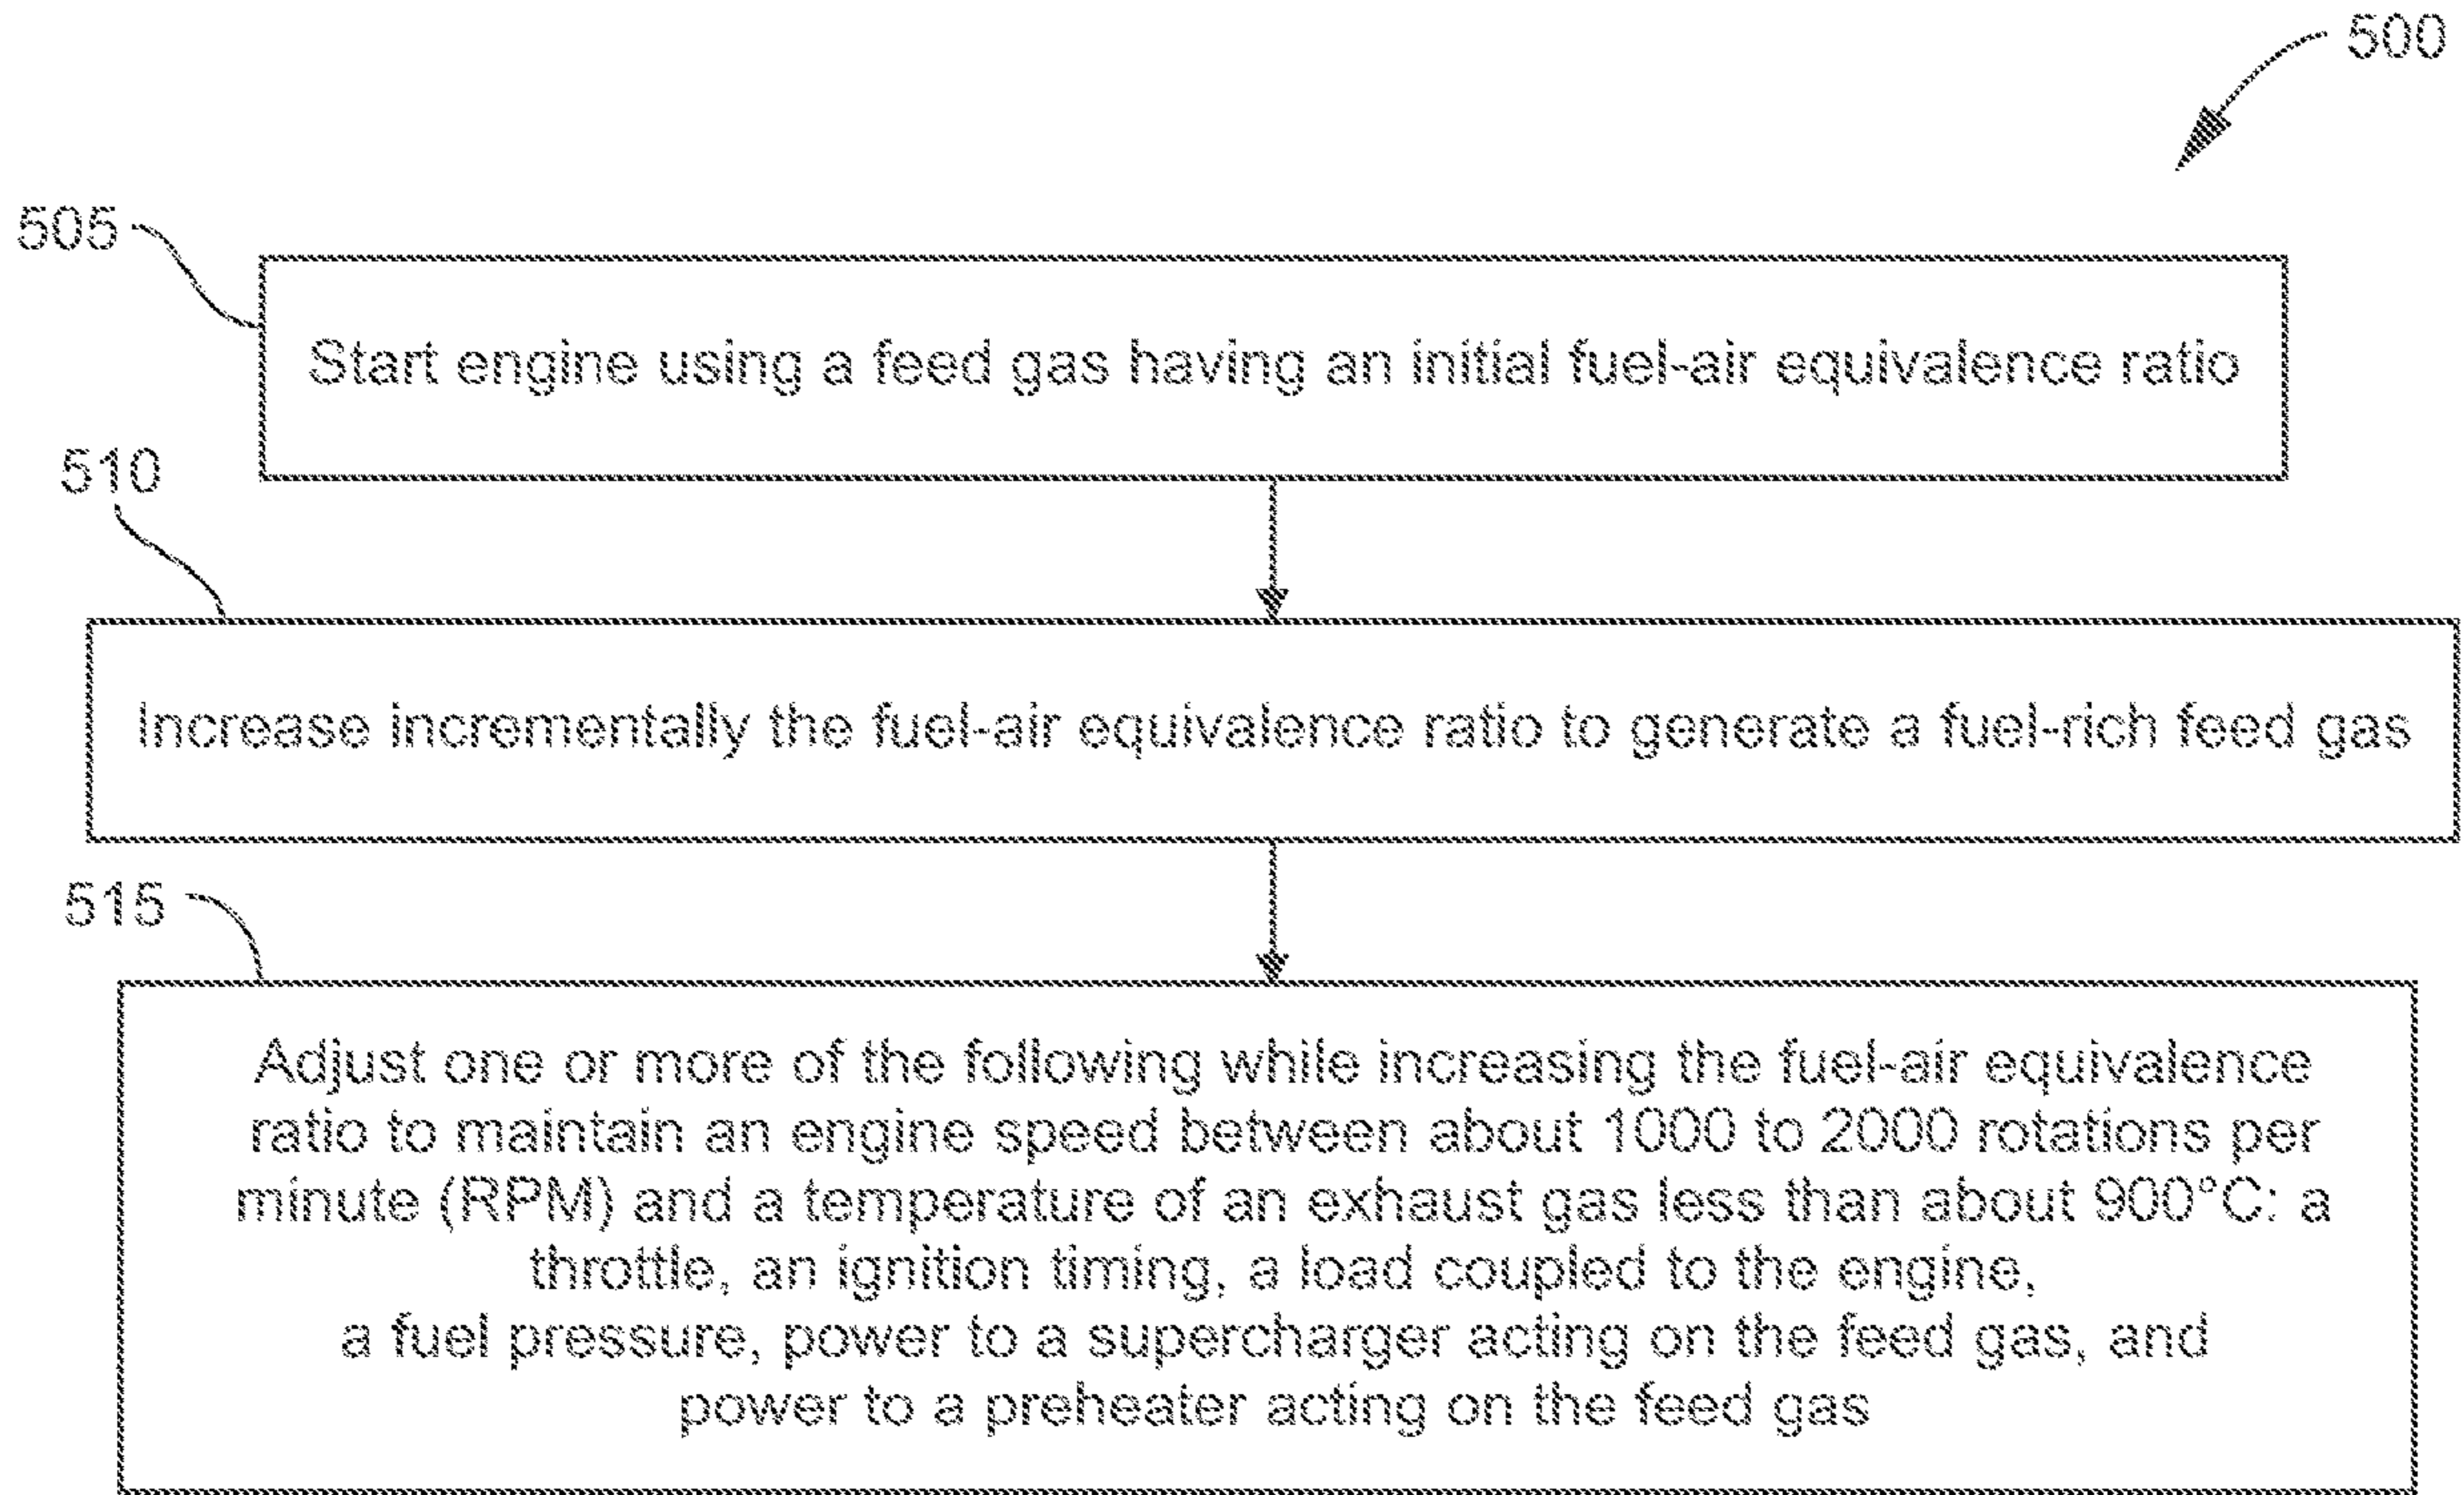 500
505
Start engine using a feed gas having an initial fuel-air equivalence ratio
510
Increase incrementally the fuel-air equivalence ratio to generate a fuel-rich feed gas
515
Adjust one or more of the following while increasing the fuel-air equivalence
ratio to maintain an engine speed between about 1000 to 2000 rotations per
minute (RPM) and a temperature of an exhaust gas less than about 900°C: a
throttle, an ignition timing, a load coupled to the engine,
a fuel pressure, power to a supercharger acting on the feed gas, and
power to a preheater acting on the feed gas